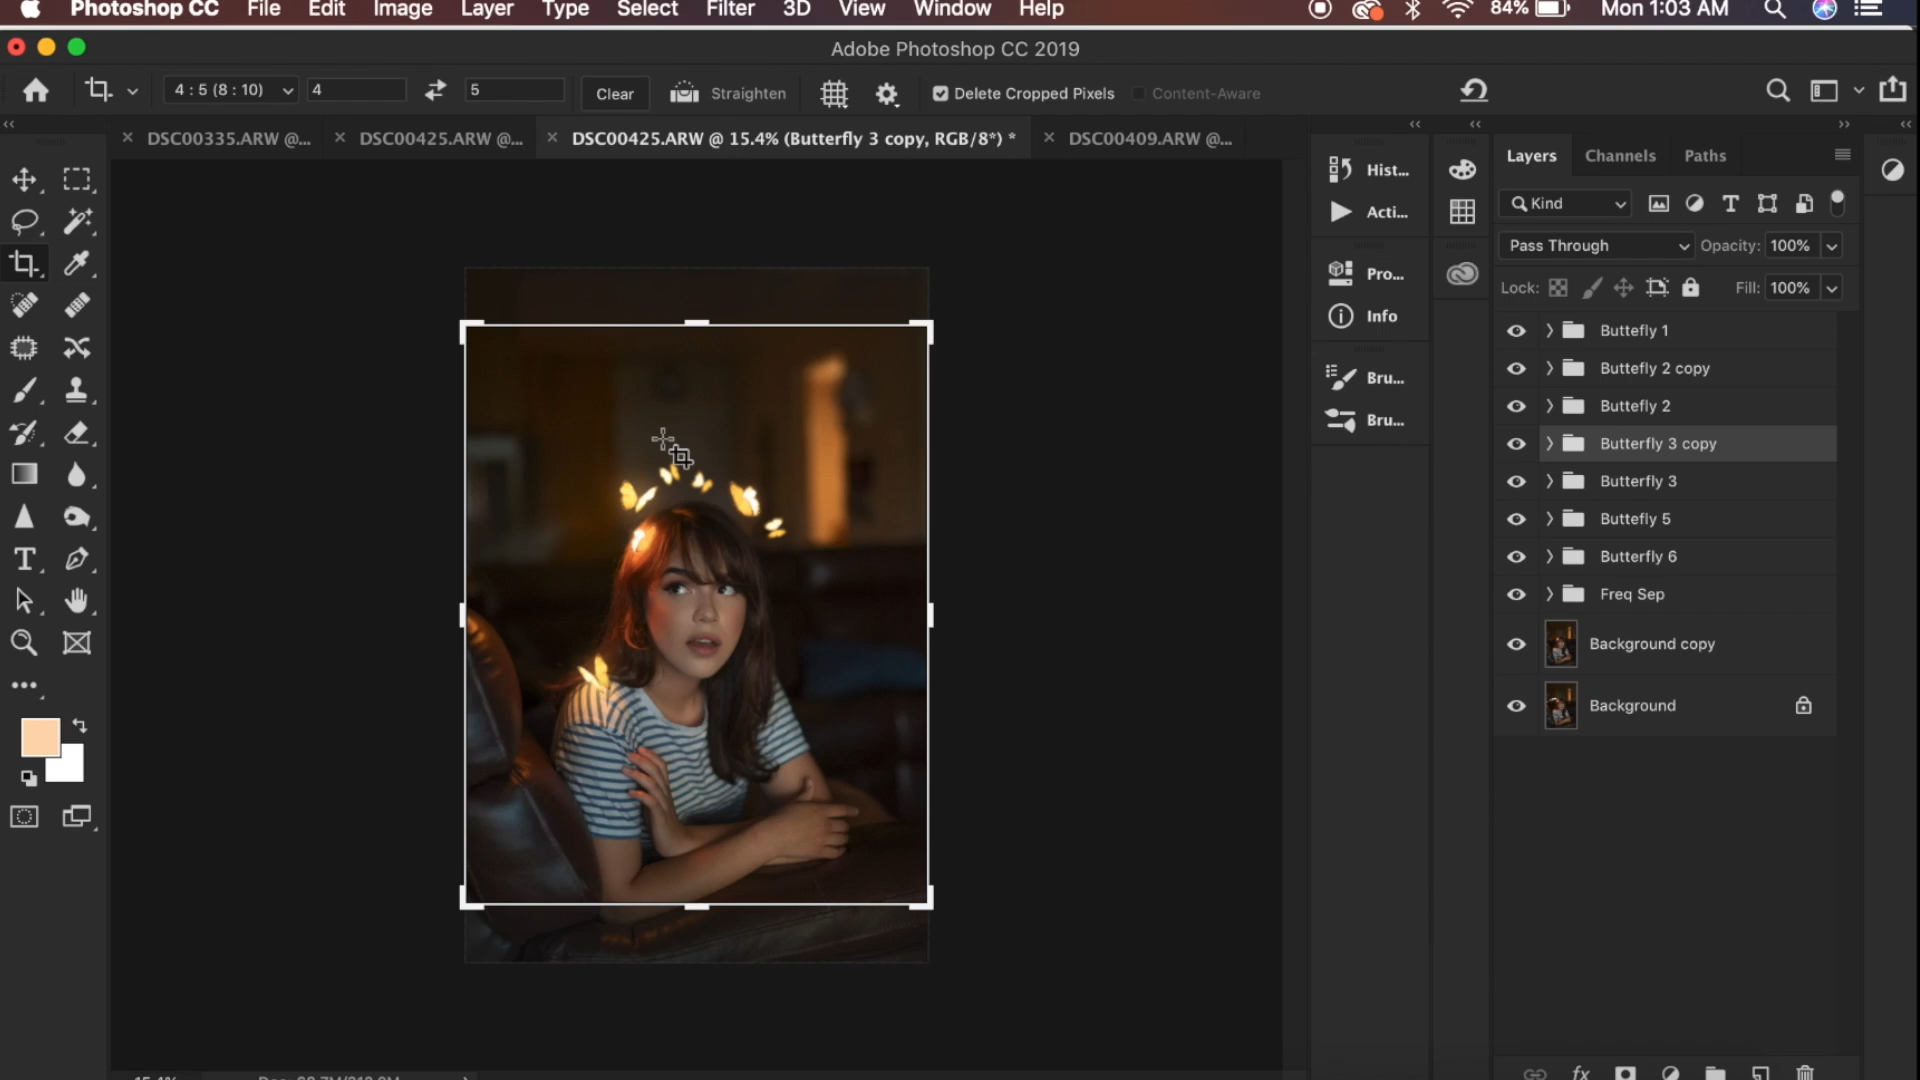 Photoshop CC File Edit Image Layer Type Select Filter 3D View Window Help 84% Mon 1:03 AM
Adobe Photoshop CC 2019
4 : 5 (8 : 10) 4 5 Clear Straighten Delete Cropped Pixels Content-Aware
DSC00335.ARW @... DSC00425.ARW @... DSC00425.ARW @ 15.4% (Butterfly 3 copy, RGB/8*) * DSC00409.ARW @...
Hist...
Acti...
Pro...
Info
Bru...
Bru...
Layers Channels Paths
Kind
Pass Through Opacity: 100%
Lock: Fill: 100%
Buttefly 1
Buttefly 2 copy
Buttefly 2
Butterfly 3 copy
Butterfly 3
Buttefly 5
Butterfly 6
Freq Sep
Background copy
Background
fx